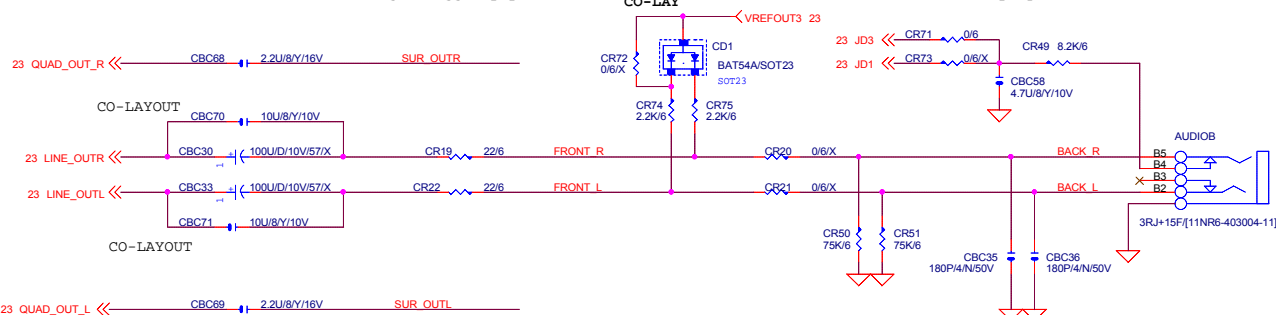 CO-LAY
VREFOUT3 23
CR72
0/6/X
CD1
BAT54A/SOT23
SOT23
23 JD3
CR71
0/6
23 JD1
CR73
0/6/X
CR49 8.2K/6
CBC58
4.7U/8/Y/10V
23 QUAD_OUT_R
CBC68
2.2U/8/Y/16V
SUR_OUTR
CO-LAYOUT
CBC70
10U/8/Y/10V
CR74
2.2K/6
CR75
2.2K/6
AUDIOB
23 LINE_OUTR
CBC30
+
1
100U/D/10V/57/X
CR19
22/6
FRONT_R
CR20
0/6/X
BACK_R
B5
B4
B3
B2
23 LINE_OUTL
CBC33
+
1
100U/D/10V/57/X
CR22
22/6
FRONT_L
CR21
0/6/X
BACK_L
CBC71
10U/8/Y/10V
CO-LAYOUT
3RJ+15F/[11NR6-403004-11]
CR50
75K/6
CR51
75K/6
CBC35
180P/4/N/50V
CBC36
180P/4/N/50V
23 QUAD_OUT_L
CBC69
2.2U/8/Y/16V
SUR_OUTL